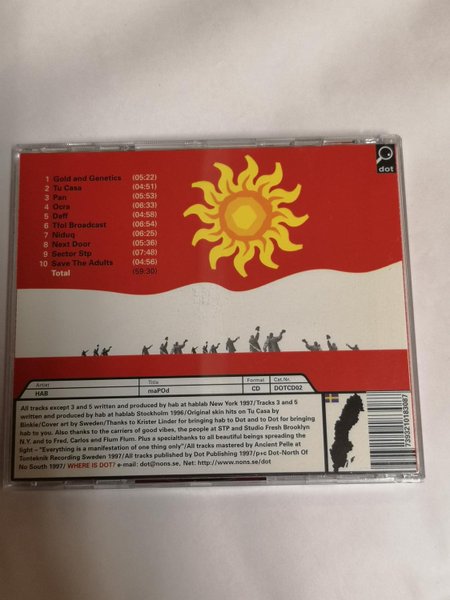 dot
1 Gold and Genetics (05:22)
2 Tu Casa (04:51)
3 Pan (05:53)
4 Ocre (08:33)
5 Daff (04:58)
6 Tfol Broadcast (06:54)
7 Niduq (06:25)
8 Next Door (05:36)
9 Sector Stp (07:48)
10 Save The Adults (04:56)
Total (59:30)
Artist Title Format Cat.Nr.
HAB maPOd CD DOTCD02
All tracks except 3 and 5 written and produced by hab at hablab New York 1997/Tracks 3 and 5
written and produced by hab at hablab Stockholm 1996/Original skin hits on Tu Casa by
Binkie/Cover art by Sweden/Thanks to Krister Linder for bringing hab to Dot and to Dot for bringing
hab to you. Also thanks to the carriers of good vibes, the people at STP and Studio Fresh Brooklyn
N.Y. and to Fred, Carlos and Flum Flum. Plus a specialthanks to all beautiful beings spreading the
light – "Everything is a manifestation of one thing only"/All tracks mastered by Ancient Pelle at
Tonteknik Recording Sweden 1997/All tracks published by Dot Publishing 1997/p+c Dot-North Of
No South 1997/ WHERE IS DOT? e-mail: dot@nons.se, Net: http://www.nons.se/dot
7393210183087